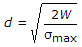 d = √(2W/σmax)